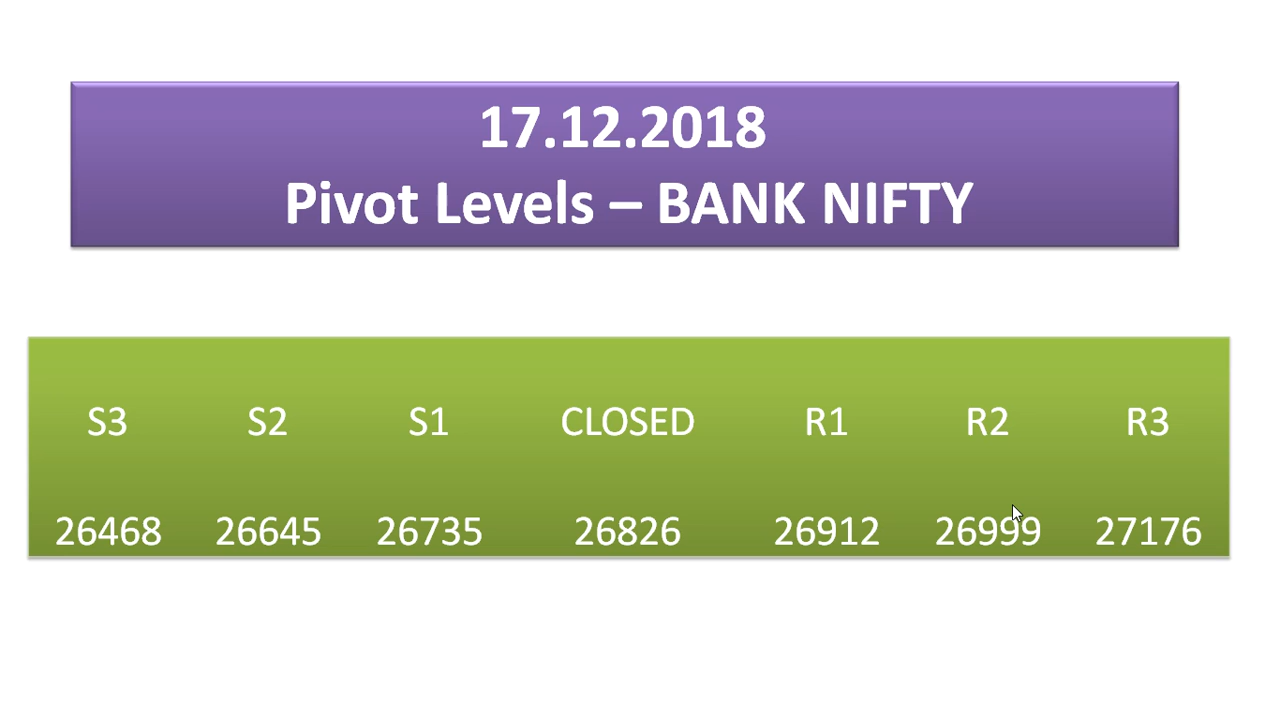 17.12.2018
Pivot Levels – BANK NIFTY
S3 S2 S1 CLOSED R1 R2 R3
26468 26645 26735 26826 26912 26999 27176